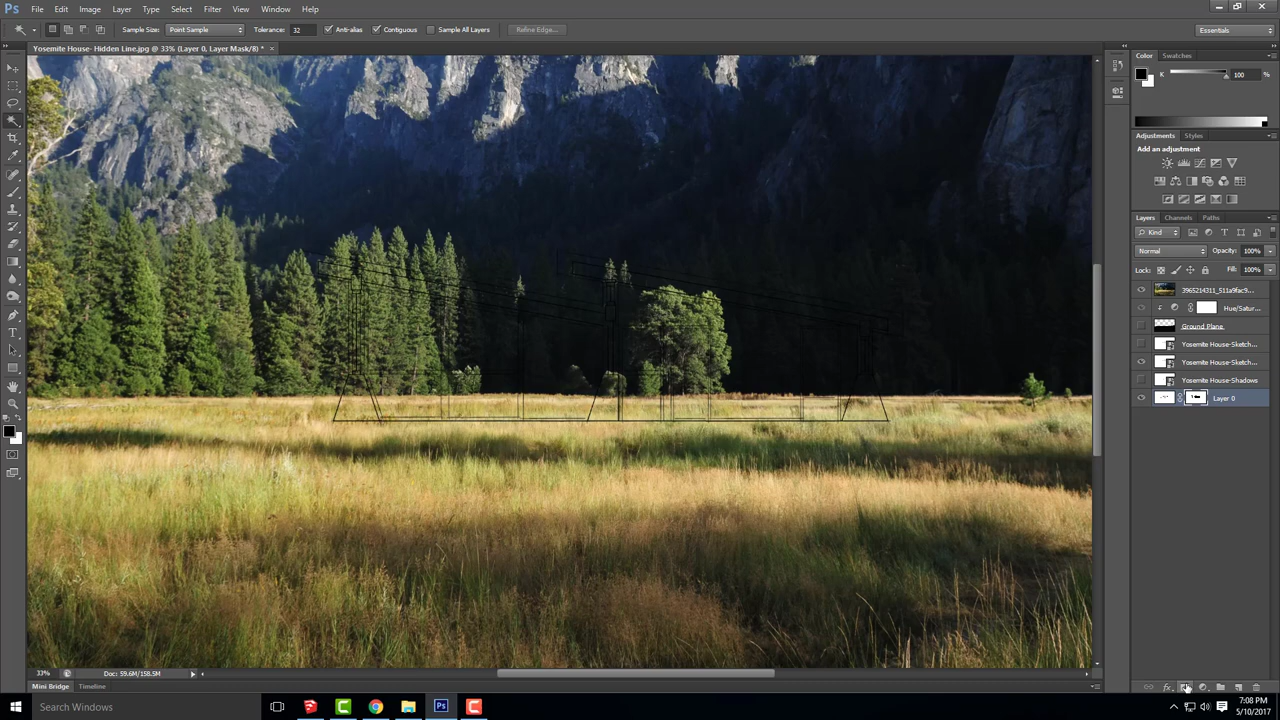 Ps File Edit Image Layer Type Select Filter View Window Help
Sample Size: Point Sample Tolerance: 32 Anti-alias Contiguous Sample All Layers Refine Edge... Essentials
Yosemite House- Hidden Line.jpg @ 33% (Layer 0, Layer Mask/8) * ×
Color Swatches
K 100 %
Adjustments Styles
Add an adjustment
Layers Channels Paths
Kind
Normal Opacity: 100%
Lock: Fill: 100%
3965214311_511a9fac9...
Hue/Satur...
Ground Plane
Yosemite House-Sketch...
Yosemite House-Sketch...
Yosemite House-Shadows
Layer 0
33% Doc: 59.6M/158.5M
Mini Bridge Timeline
Search Windows
Ps
7:08 PM
5/10/2017